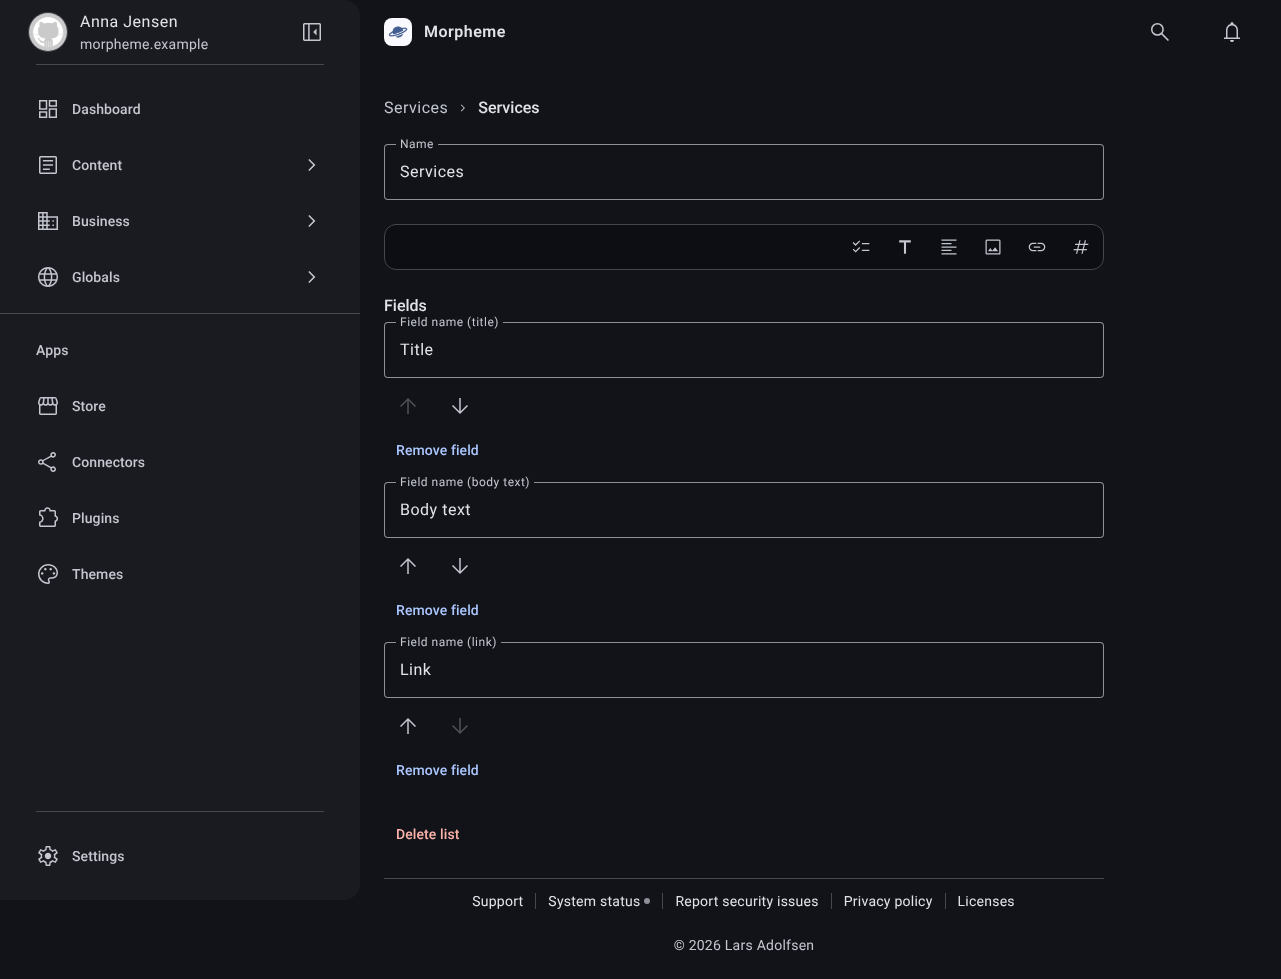 Anna Jensen
morpheme.example
Dashboard
Content
Business
Globals
Apps
Store
Connectors
Plugins
Themes
Settings
Morpheme
Services › Services
Name
Services
Fields
Field name (title)
Title
Remove field
Field name (body text)
Body text
Remove field
Field name (link)
Link
Remove field
Delete list
Support
System status
Report security issues
Privacy policy
Licenses
© 2026 Lars Adolfsen